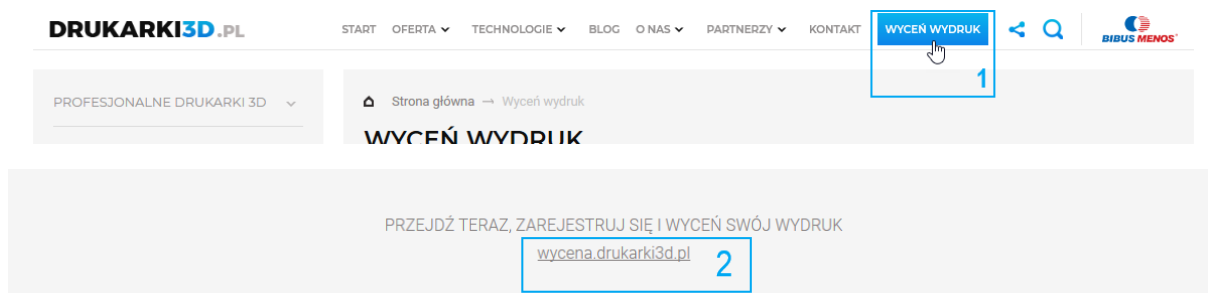 DRUKARKI3D.PL START OFERTA TECHNOLOGIE BLOG O NAS PARTNERZY KONTAKT WYCEŃ WYDRUK BIBUS MENOS
1
PROFESJONALNE DRUKARKI 3D
Strona główna → Wyceń wydruk
WYCEŃ WYDRUK
PRZEJDŹ TERAZ, ZAREJESTRUJ SIĘ I WYCEŃ SWÓJ WYDRUK
wycena.drukarki3d.pl 2